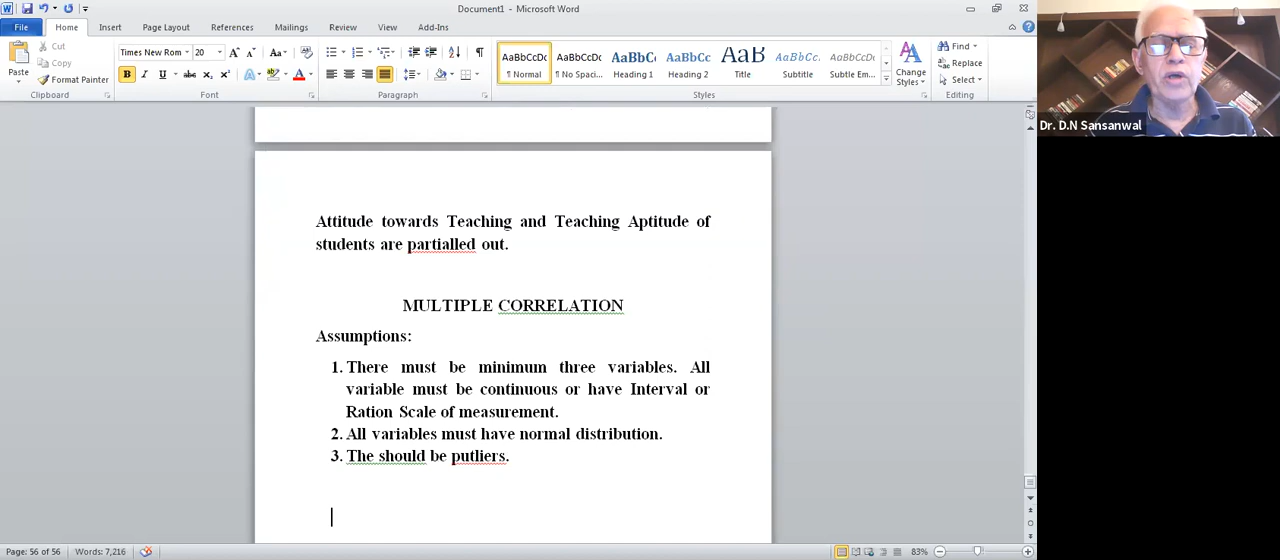 Document1 - Microsoft Word
File Home Insert Page Layout References Mailings Review View Add-Ins
Cut
Copy
Format Painter
Paste
Clipboard
Times New Rom 20
B I U abc X₂ X² A ab A
Font
Paragraph
AaBbCcDc AaBbCcDc AaBbCc AaBbCc AaB AaBbCc. AaBbCcDc
¶ Normal ¶ No Spaci... Heading 1 Heading 2 Title Subtitle Subtle Em...
Styles
Change
Styles
Find
Replace
Select
Editing
Dr. D.N Sansanwal
Attitude towards Teaching and Teaching Aptitude of
students are partialled out.
MULTIPLE CORRELATION
Assumptions:
1. There must be minimum three variables. All
variable must be continuous or have Interval or
Ration Scale of measurement.
2. All variables must have normal distribution.
3. The should be putliers.
Page: 56 of 56 Words: 7,216 83%